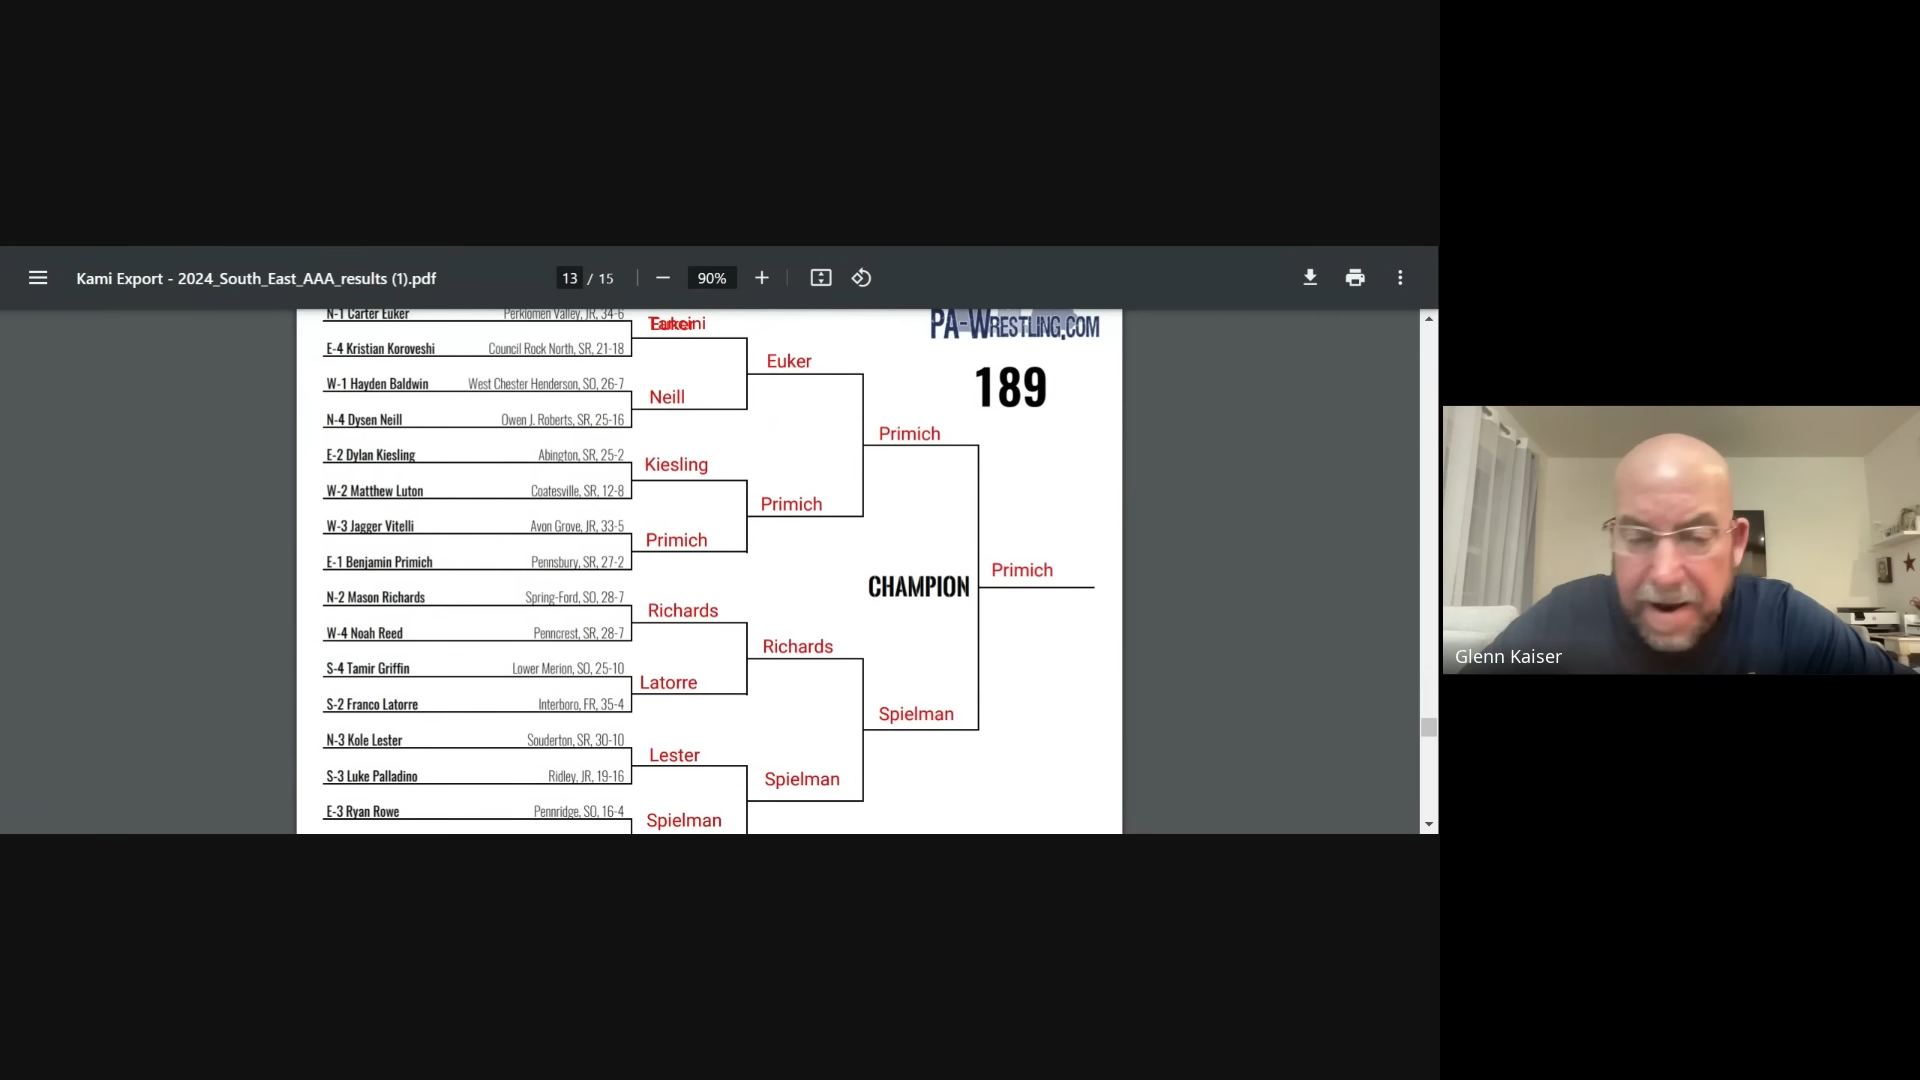 Kami Export - 2024_South_East_AAA_results (1).pdf
13 / 15
90%
N-1 Carter Euker Perkiomen Valley, JR, 34-6
E-4 Kristian Koroveshi Council Rock North, SR, 21-18
W-1 Hayden Baldwin West Chester Henderson, SO, 26-7
N-4 Dysen Neill Owen J. Roberts, SR, 25-16
E-2 Dylan Kiesling Abington, SR, 25-2
W-2 Matthew Luton Coatesville, SR, 12-8
W-3 Jagger Vitelli Avon Grove, JR, 33-5
E-1 Benjamin Primich Pennsbury, SR, 27-2
N-2 Mason Richards Spring-Ford, SO, 28-7
W-4 Noah Reed Penncrest, SR, 28-7
S-4 Tamir Griffin Lower Merion, SO, 25-10
S-2 Franco Latorre Interboro, FR, 35-4
N-3 Kole Lester Souderton, SR, 30-10
S-3 Luke Palladino Ridley, JR, 19-16
E-3 Ryan Rowe Pennridge, SO, 16-4
Neill
Kiesling
Primich
Richards
Latorre
Lester
Spielman
Euker
Primich
Richards
Spielman
Primich
Spielman
PA-WRESTLING.COM
189
CHAMPION
Primich
Glenn Kaiser